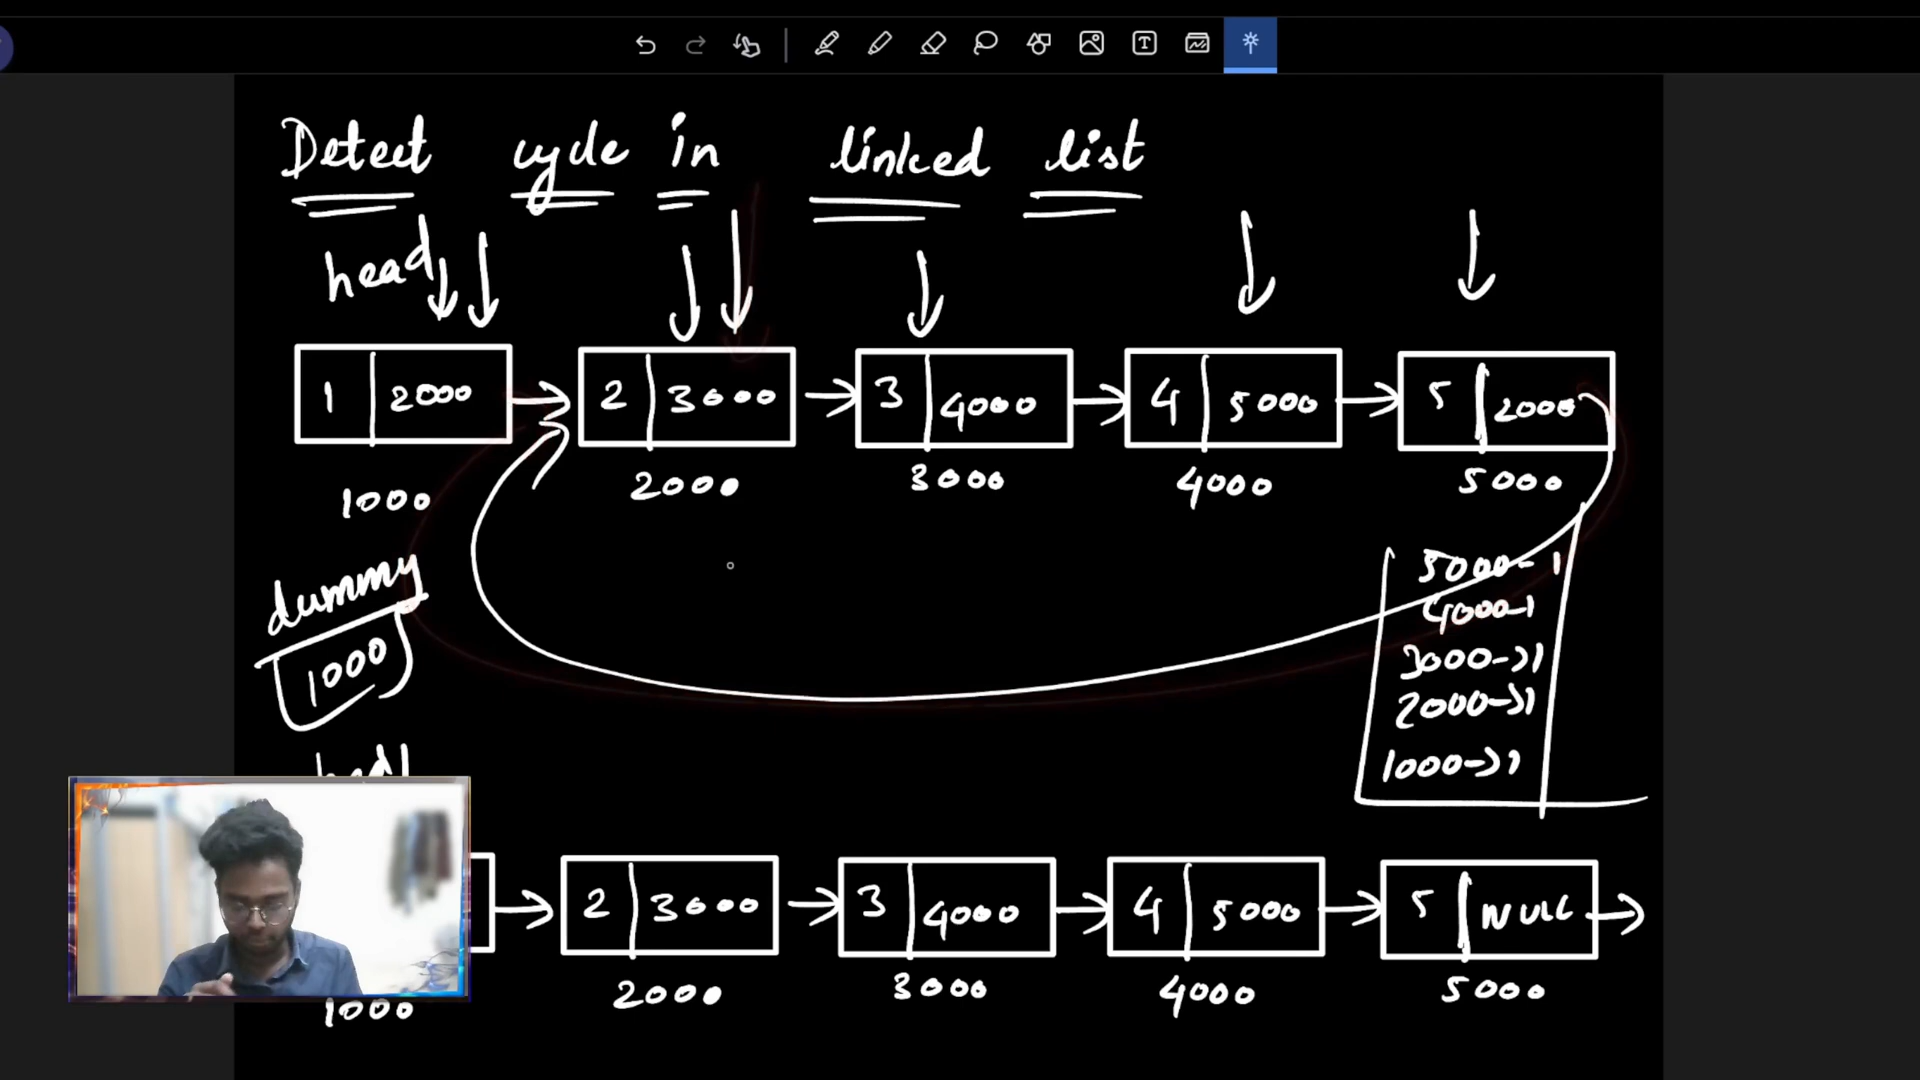 Detect cycle in linked list
head
1 2000 2 3000 3 4000 4 5000 5 2000
1000 2000 3000 4000 5000
dummy
1000
5000-1
4000-1
3000->1
2000->1
1000->1
2 3000 3 4000 4 5000 5 NULL
1000 2000 3000 4000 5000